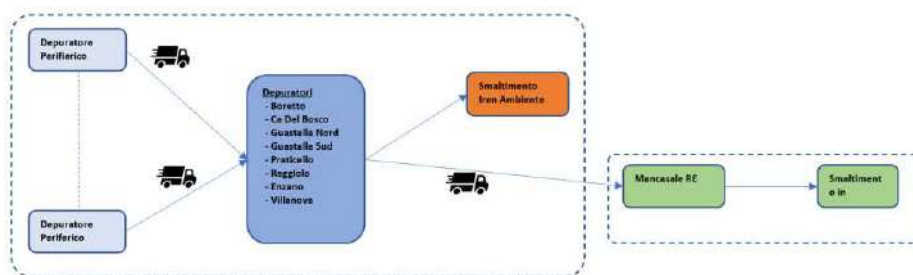 Depuratore
Perifierico
Depuratori
- Boretto
- Ca Del Bosco
- Guastalla Nord
- Guastalla Sud
- Praticello
- Reggiolo
- Enzano
- Villanova
Smaltimento
Iren Ambiente
Mancasale RE
Smaltiment
o in
Depuratore
Periferico